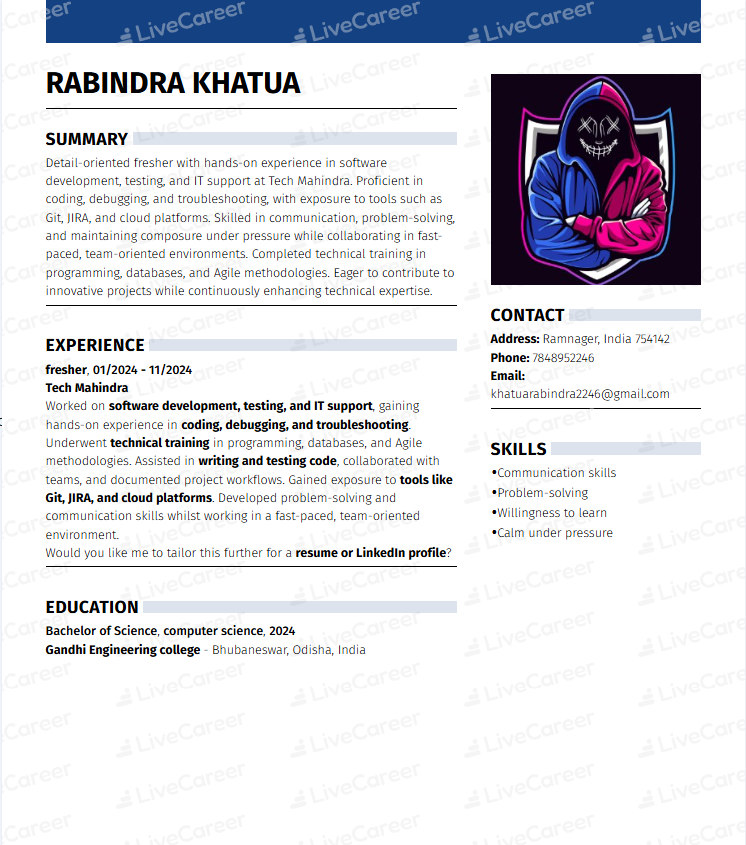 RABINDRA KHATUA
SUMMARY
Detail-oriented fresher with hands-on experience in software
development, testing, and IT support at Tech Mahindra. Proficient in
coding, debugging, and troubleshooting, with exposure to tools such as
Git, JIRA, and cloud platforms. Skilled in communication, problem-solving,
and maintaining composure under pressure while collaborating in fast-
paced, team-oriented environments. Completed technical training in
programming, databases, and Agile methodologies. Eager to contribute to
innovative projects while continuously enhancing technical expertise.
EXPERIENCE
fresher, 01/2024 - 11/2024
Tech Mahindra
Worked on software development, testing, and IT support, gaining
hands-on experience in coding, debugging, and troubleshooting.
Underwent technical training in programming, databases, and Agile
methodologies. Assisted in writing and testing code, collaborated with
teams, and documented project workflows. Gained exposure to tools like
Git, JIRA, and cloud platforms. Developed problem-solving and
communication skills whilst working in a fast-paced, team-oriented
environment.
Would you like me to tailor this further for a resume or LinkedIn profile?
EDUCATION
Bachelor of Science, computer science, 2024
Gandhi Engineering college - Bhubaneswar, Odisha, India
CONTACT
Address: Ramnager, India 754142
Phone: 7848952246
Email:
khatuarabindra2246@gmail.com
SKILLS
•Communication skills
•Problem-solving
•Willingness to learn
•Calm under pressure
LiveCareer